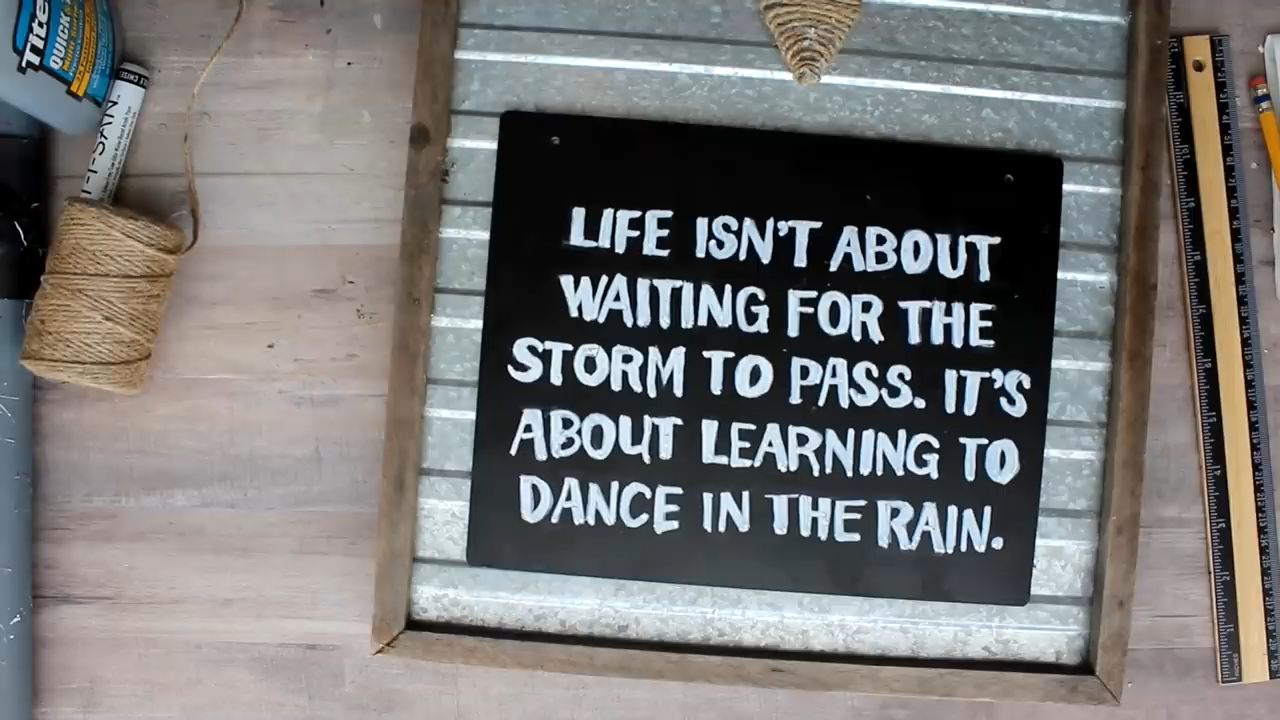 LIFE ISN'T ABOUT
WAITING FOR THE
STORM TO PASS. IT'S
ABOUT LEARNING TO
DANCE IN THE RAIN.
Tite
QUICK